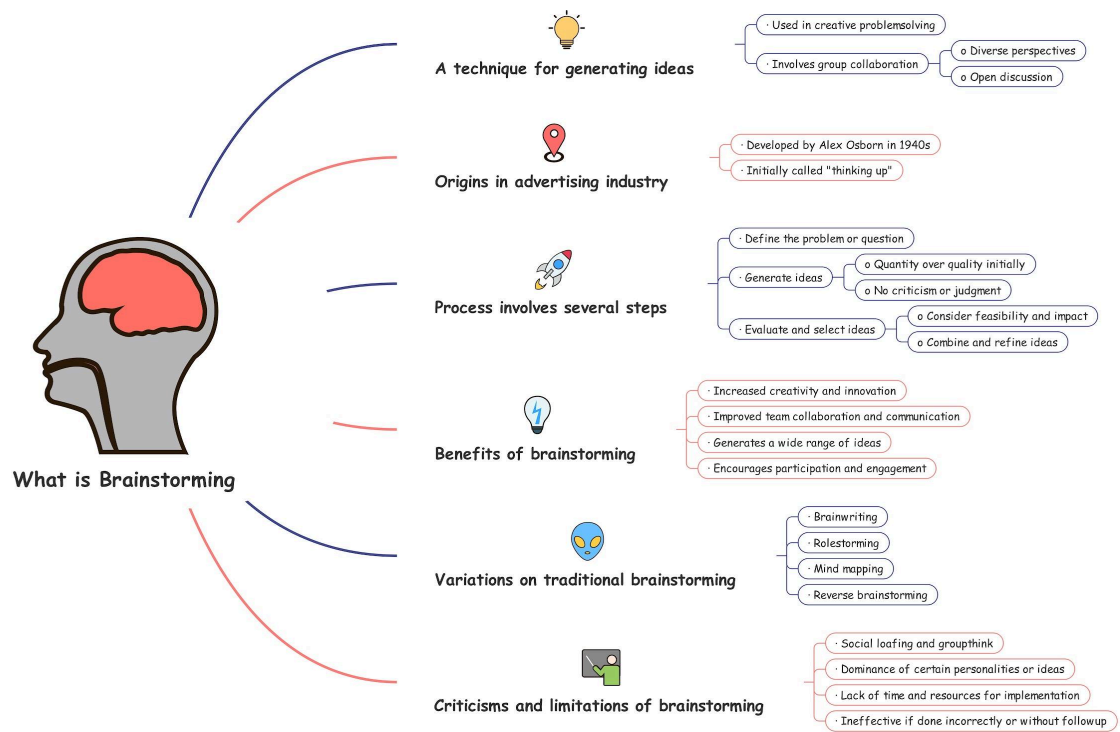 What is Brainstorming
A technique for generating ideas
· Used in creative problemsolving
· Involves group collaboration
o Diverse perspectives
o Open discussion
Origins in advertising industry
· Developed by Alex Osborn in 1940s
· Initially called "thinking up"
Process involves several steps
· Define the problem or question
· Generate ideas
o Quantity over quality initially
o No criticism or judgment
· Evaluate and select ideas
o Consider feasibility and impact
o Combine and refine ideas
Benefits of brainstorming
· Increased creativity and innovation
· Improved team collaboration and communication
· Generates a wide range of ideas
· Encourages participation and engagement
Variations on traditional brainstorming
· Brainwriting
· Rolestorming
· Mind mapping
· Reverse brainstorming
Criticisms and limitations of brainstorming
· Social loafing and groupthink
· Dominance of certain personalities or ideas
· Lack of time and resources for implementation
· Ineffective if done incorrectly or without followup